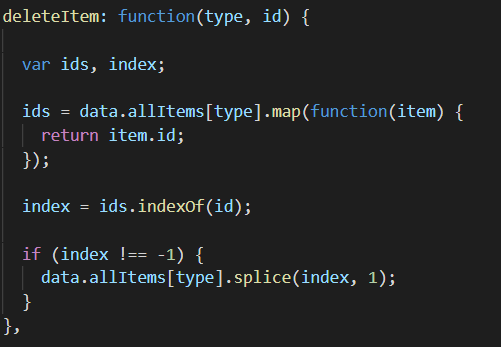 deleteItem: function(type, id) {
var ids, index;
ids = data.allItems[type].map(function(item) {
return item.id;
});
index = ids.indexOf(id);
if (index !== -1) {
data.allItems[type].splice(index, 1);
}
},